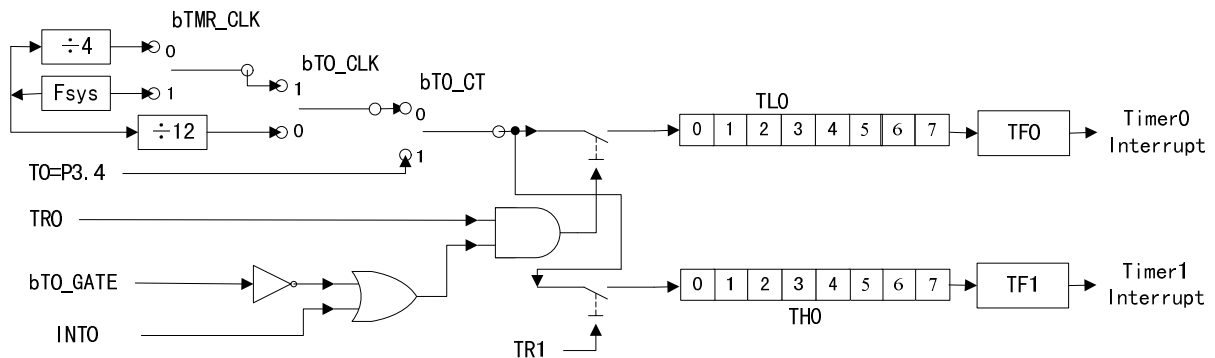 bTMR_CLK
÷4
0
bT0_CLK
Fsys
1
1
bT0_CT
0
÷12
0
1
T0=P3.4
TL0
0 1 2 3 4 5 6 7
TF0
Timer0
Interrupt
TR0
bT0_GATE
INT0
TR1
0 1 2 3 4 5 6 7
TH0
TF1
Timer1
Interrupt